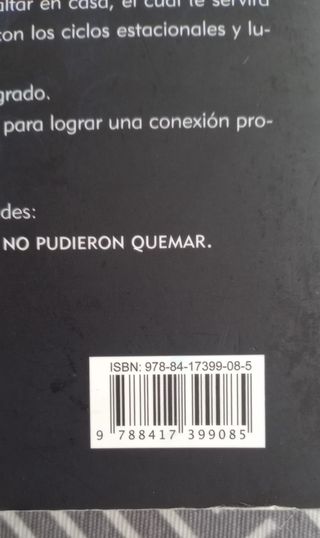 altar en casa, el cual le servirá
con los ciclos estacionales y lu-
grado.
para lograr una conexión pro-
des:
NO PUDIERON QUEMAR.
ISBN: 978-84-17399-08-5
9 788417 399085